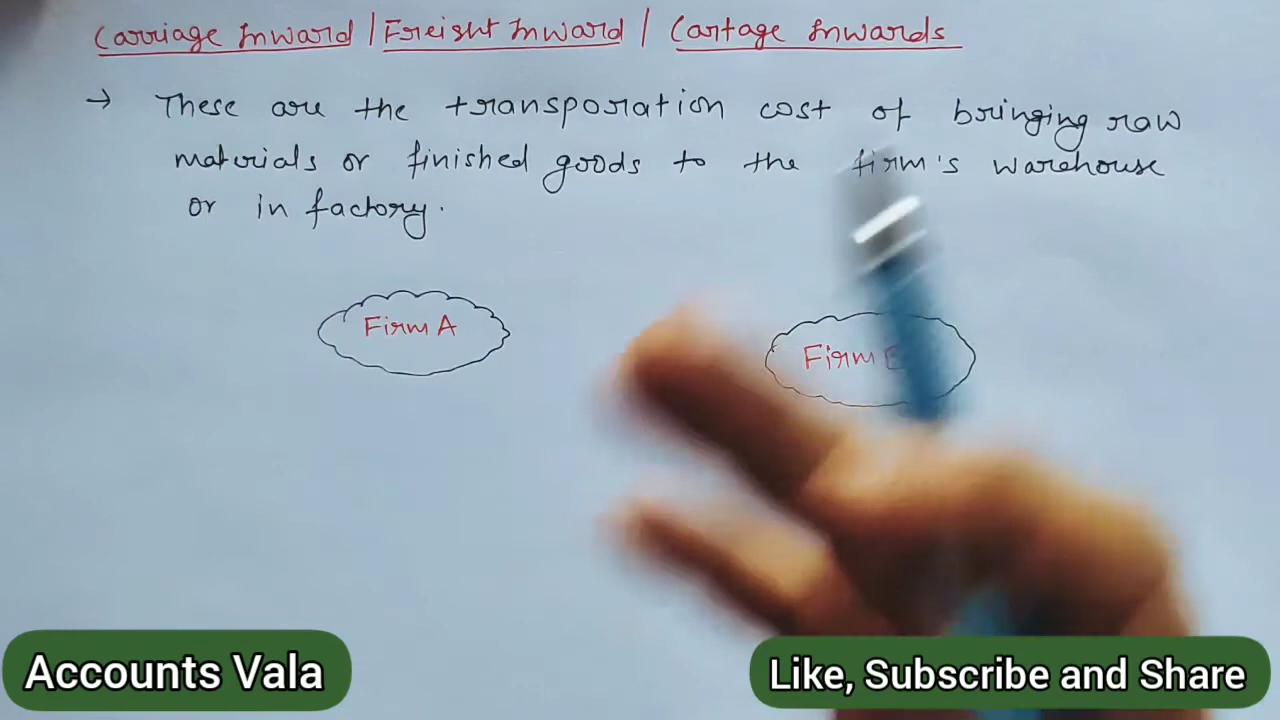 Carriage Inward / Freight Inward / Cartage Inwards
→ These are the transporation cost of bringing raw
materials or finished goods to the firm's warehouse
or in factory.
Firm A
Firm
Accounts Vala
Like, Subscribe and Share